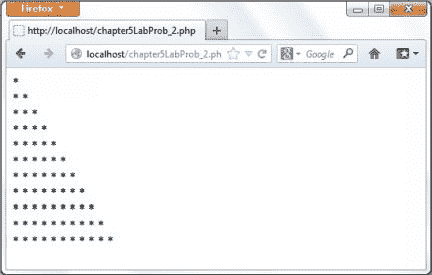 Firefox
http://localhost/chapter5LabProb_2.php
localhost/chapter5LabProb_2.ph
Google
*
* *
* * *
* * * *
* * * * *
* * * * * *
* * * * * * *
* * * * * * * *
* * * * * * * * *
* * * * * * * * * *
* * * * * * * * * * *